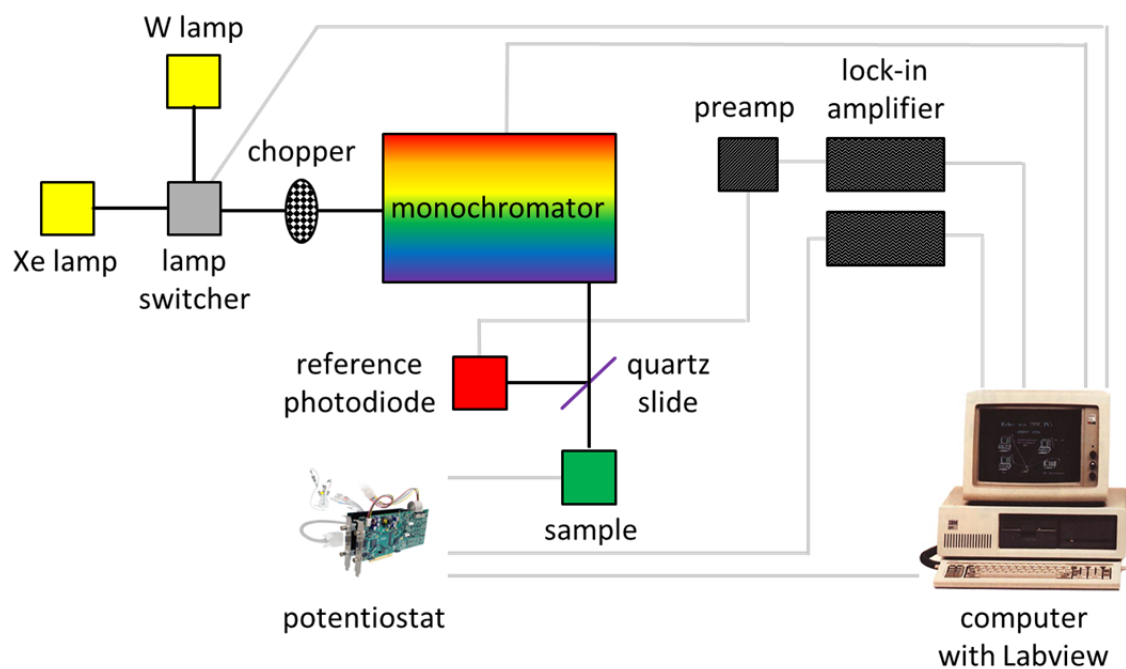 W lamp
lock-in
amplifier
preamp
chopper
monochromator
Xe lamp
lamp
switcher
reference
photodiode
quartz
slide
sample
potentiostat
computer
with Labview